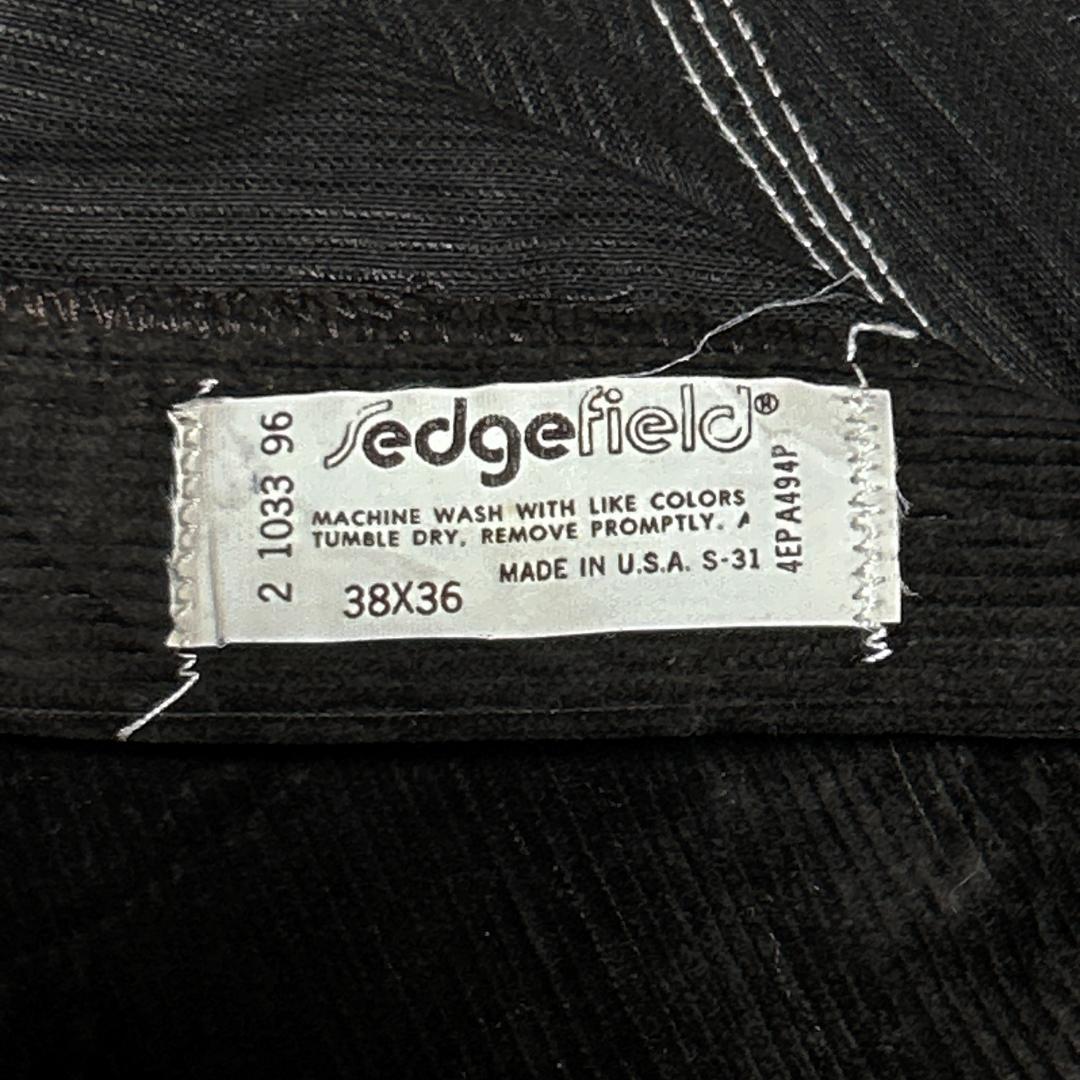 sedgefield®
MACHINE WASH WITH LIKE COLORS
TUMBLE DRY, REMOVE PROMPTLY. A
MADE IN U.S.A. S-31
38X36
2 1033 96
4EPA494P